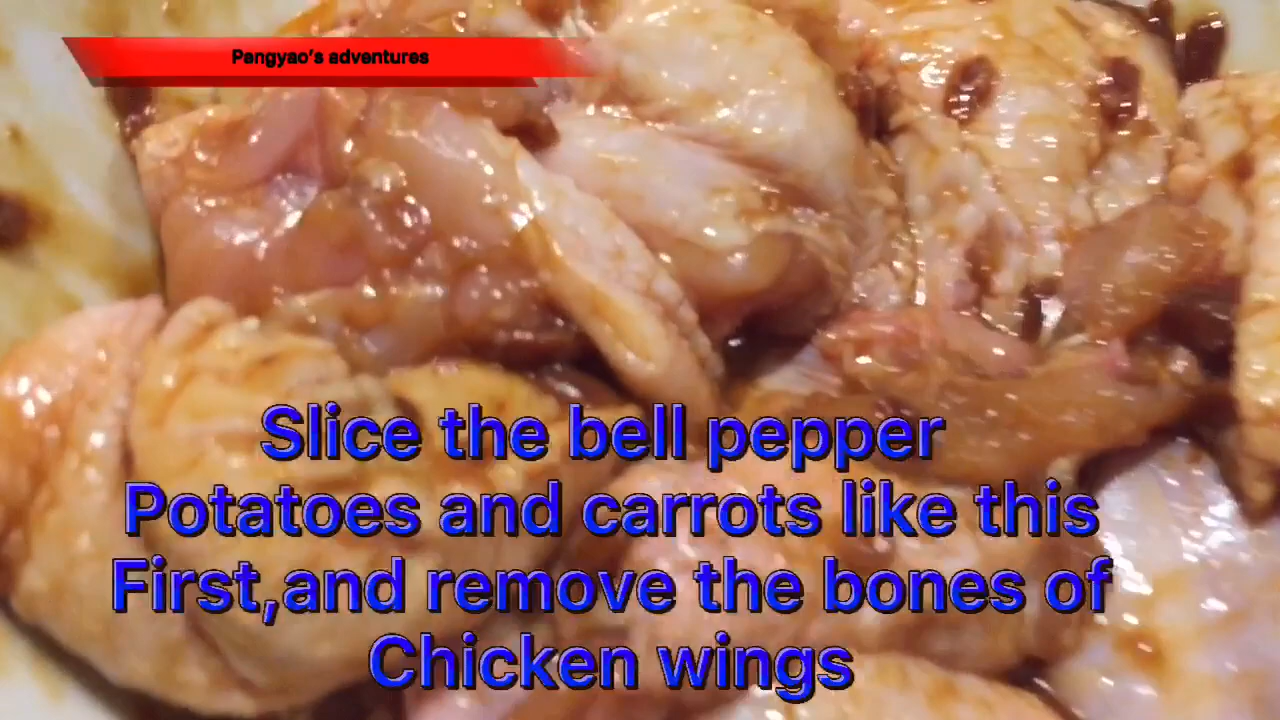 Pangyao's adventures
Slice the bell pepper
Potatoes and carrots like this
First,and remove the bones of
Chicken wings